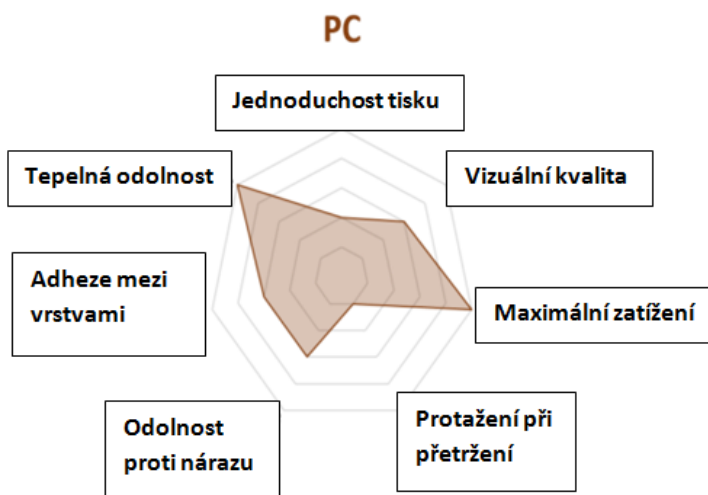 PC
Jednoduchost tisku
Tepelná odolnost
Vizuální kvalita
Adheze mezi
vrstvami
Maximální zatížení
Odolnost
proti nárazu
Protažení při
přetržení